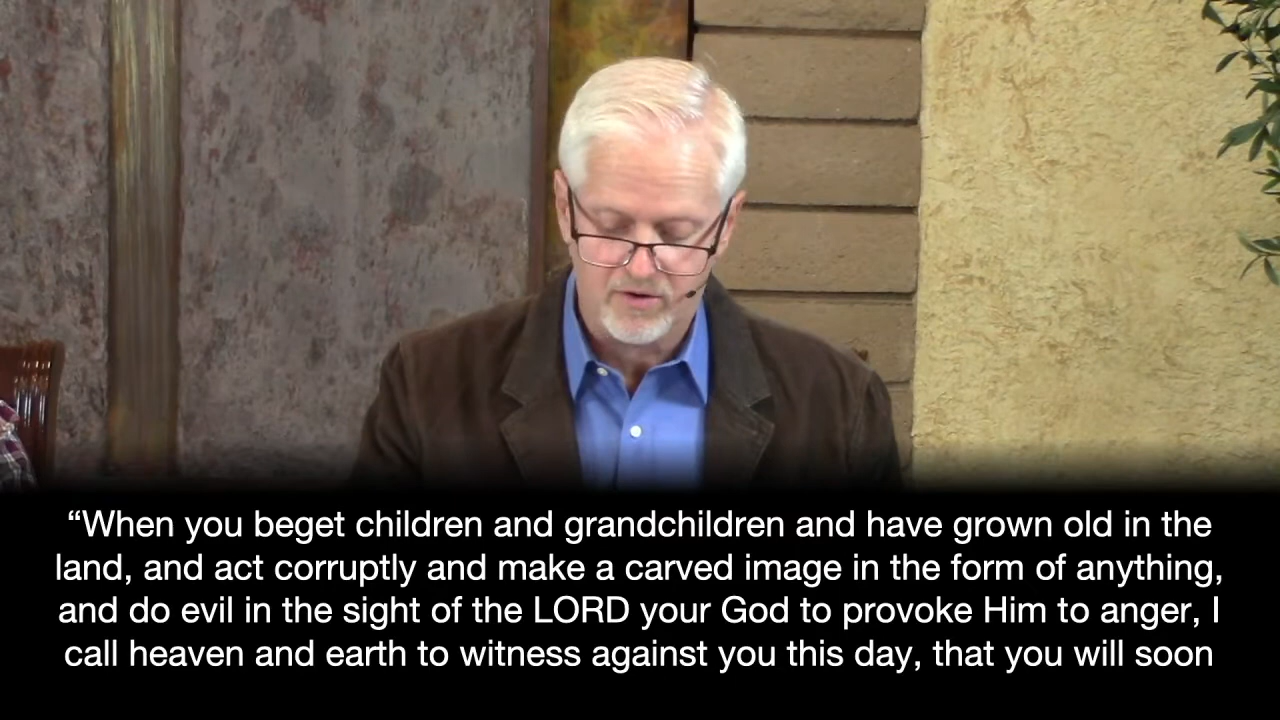 “When you beget children and grandchildren and have grown old in the
land, and act corruptly and make a carved image in the form of anything,
and do evil in the sight of the LORD your God to provoke Him to anger, I
call heaven and earth to witness against you this day, that you will soon